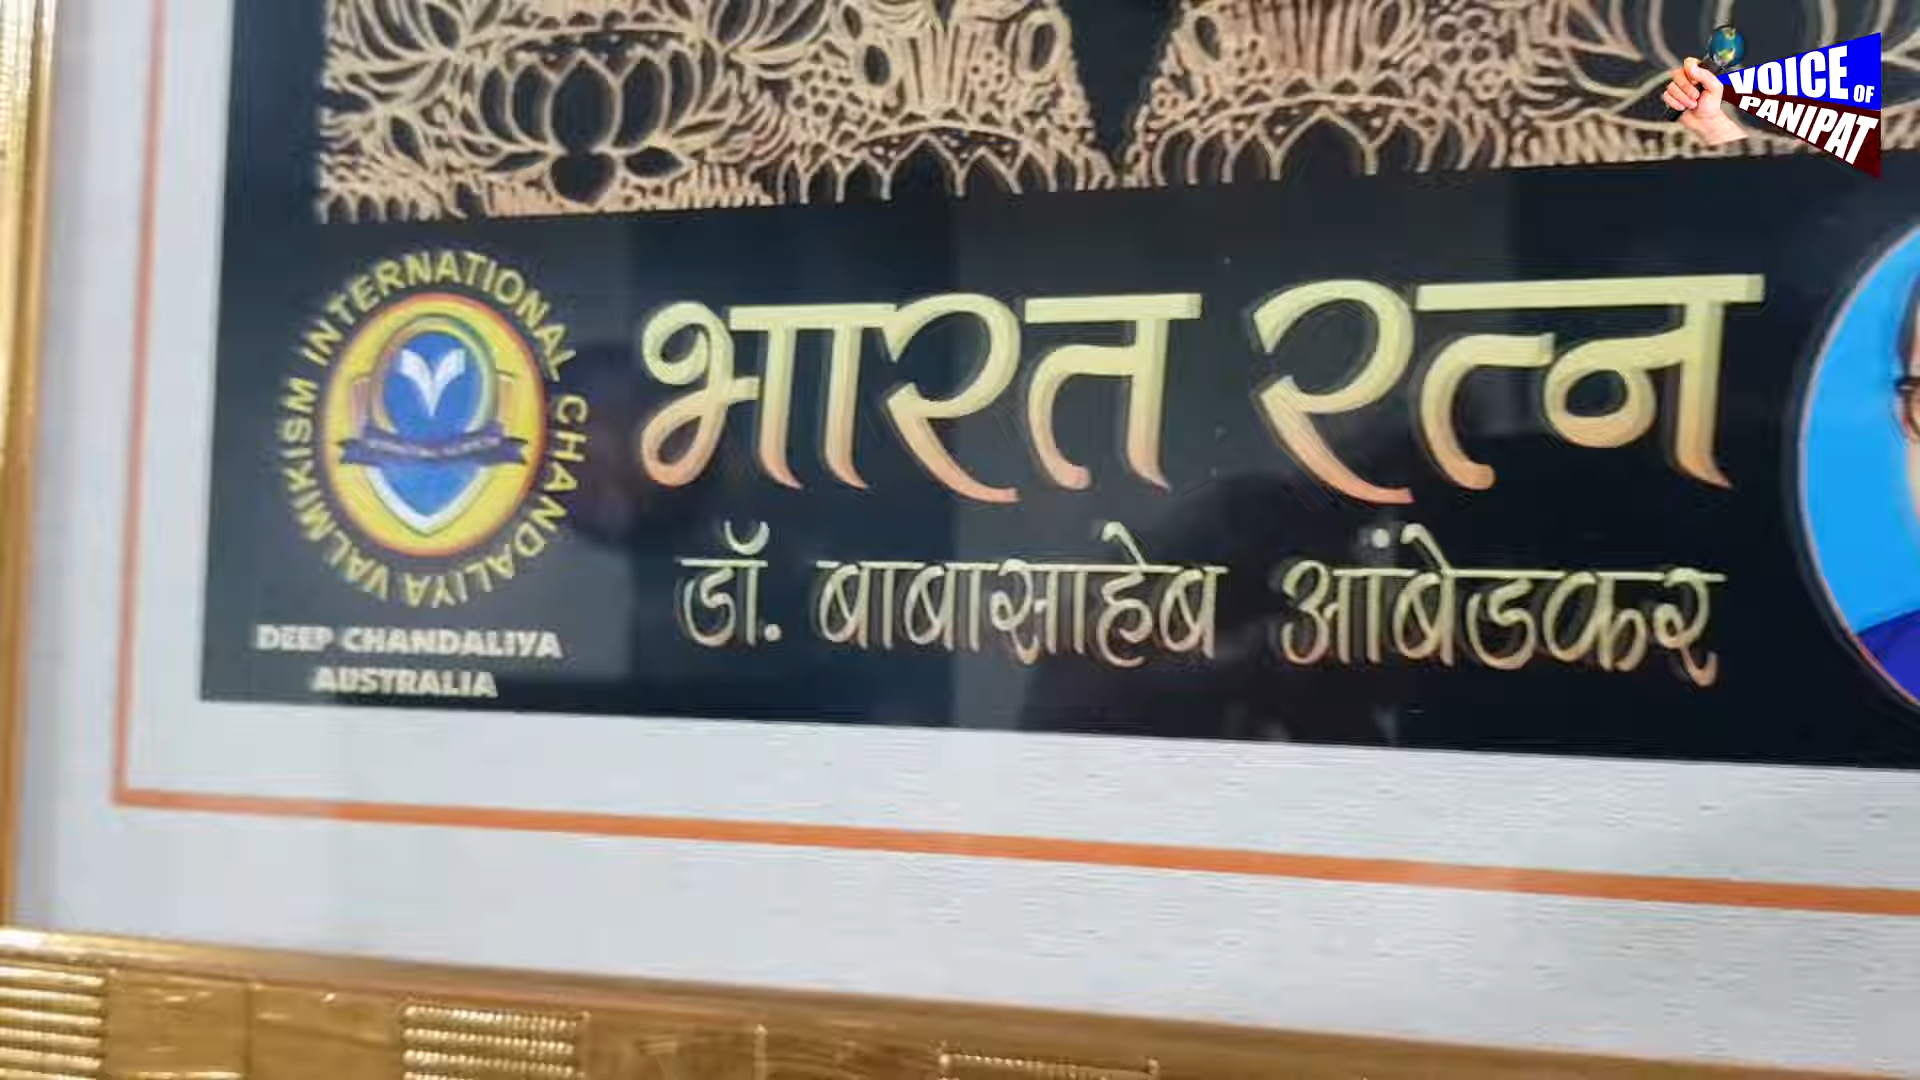 VOICE OF
PANIPAT
VALMIKISM INTERNATIONAL CHANDALIYA
DEEP CHANDALIYA
AUSTRALIA
भारत रत्न
डॉ. बाबासाहेब आंबेडकर